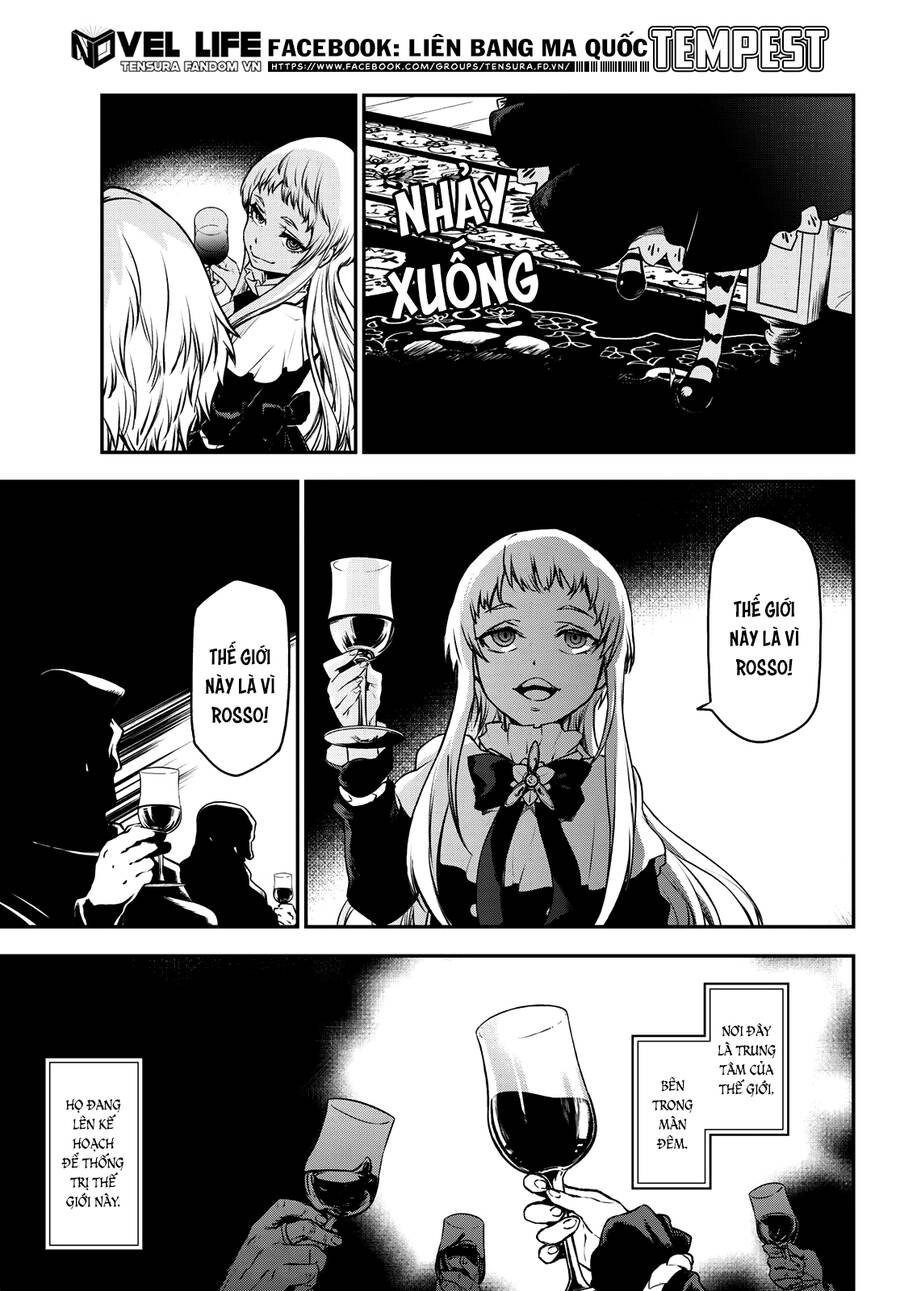 NOVEL LIFE
TENSURA FANDOM VN
FACEBOOK: LIÊN BANG MA QUỐC
HTTPS://WWW.FACEBOOK.COM/GROUPS/TENSURA.FD.VN/
TEMPEST
NHẢY
XUỐNG
THẾ GIỚI
NÀY LÀ VÌ
ROSSO!
THẾ GIỚI
NÀY LÀ VÌ
ROSSO!
NƠI ĐÂY
LÀ TRUNG
TÂM CỦA
THẾ GIỚI,
BÊN
TRONG
MÀN
ĐÊM.
HỌ ĐANG
LÊN KẾ
HOẠCH
ĐỂ THỐNG
TRỊ THẾ
GIỚI NÀY.